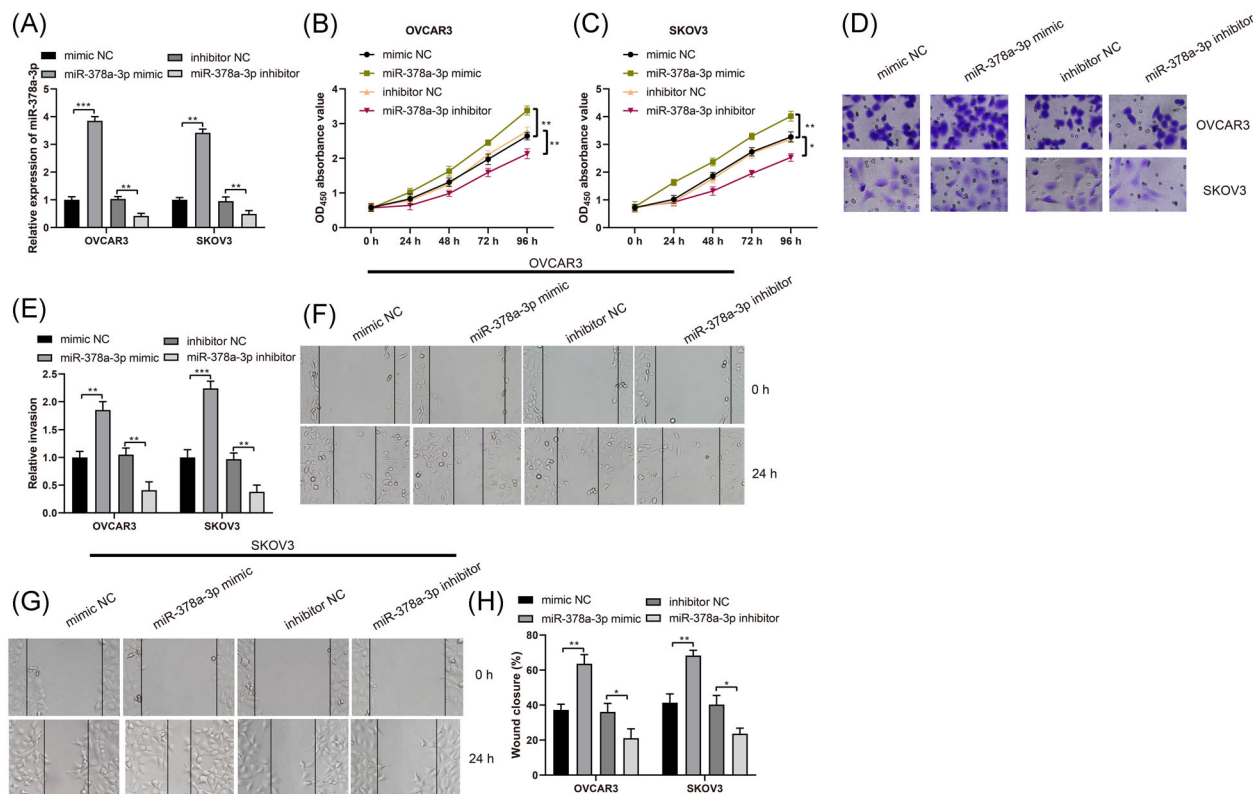 (A)
mimic NC
inhibitor NC
miR-378a-3p mimic
miR-378a-3p inhibitor
Relative expression of miR-378a-3p
5
4
3
2
1
0
***
**
**
**
OVCAR3
SKOV3
(B)
OVCAR3
mimic NC
miR-378a-3p mimic
inhibitor NC
miR-378a-3p inhibitor
OD450 absorbance value
4
3
2
1
0
**
**
0 h
24 h
48 h
72 h
96 h
(C)
SKOV3
mimic NC
miR-378a-3p mimic
inhibitor NC
miR-378a-3p inhibitor
OD450 absorbance value
5
4
3
2
1
0
**
*
0 h
24 h
48 h
72 h
96 h
(D)
mimic NC
miR-378a-3p mimic
inhibitor NC
miR-378a-3p inhibitor
OVCAR3
SKOV3
(E)
mimic NC
inhibitor NC
miR-378a-3p mimic
miR-378a-3p inhibitor
Relative invasion
2.5
2.0
1.5
1.0
0.5
0.0
**
**
***
**
OVCAR3
SKOV3
OVCAR3
(F)
mimic NC
miR-378a-3p mimic
inhibitor NC
miR-378a-3p inhibitor
0 h
24 h
SKOV3
(G)
mimic NC
miR-378a-3p mimic
inhibitor NC
miR-378a-3p inhibitor
0 h
24 h
(H)
mimic NC
inhibitor NC
miR-378a-3p mimic
miR-378a-3p inhibitor
Wound closure (%)
80
60
40
20
0
**
*
**
*
OVCAR3
SKOV3